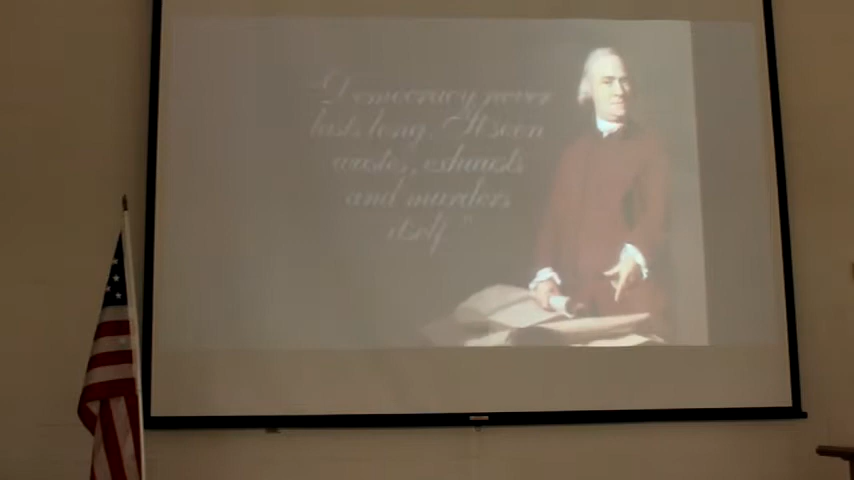 "Democracy never
lasts long. It soon
wastes, exhausts
and murders
itself"